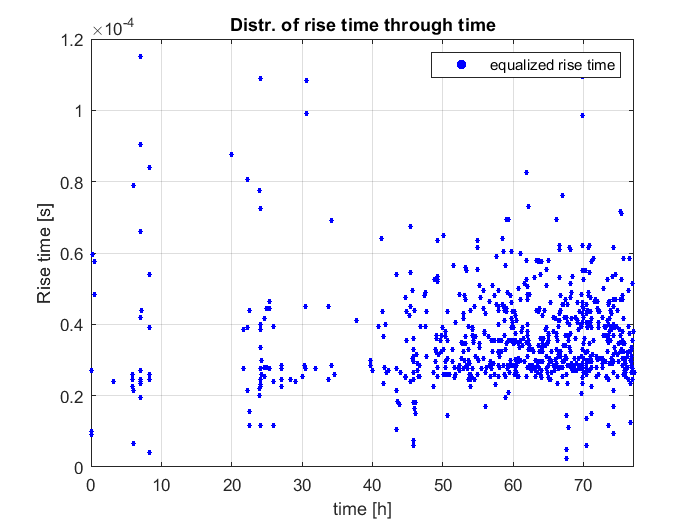 Distr. of rise time through time
×10⁻⁴
equalized rise time
1.2
1
0.8
0.6
0.4
0.2
0
Rise time [s]
0 10 20 30 40 50 60 70
time [h]